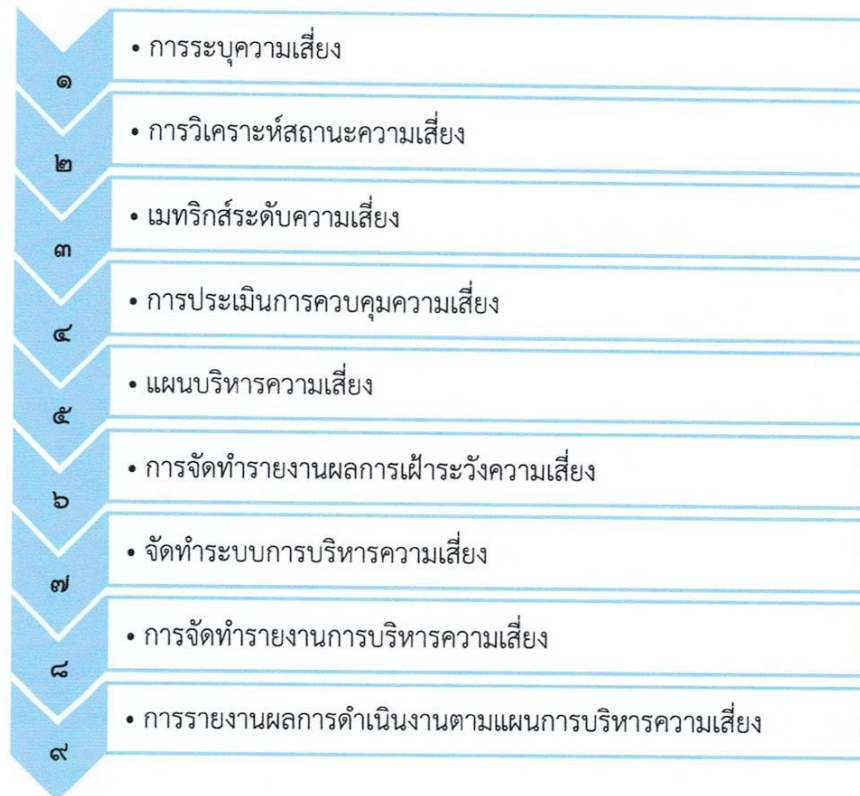 ๑
• การระบุความเสี่ยง
๒
• การวิเคราะห์สถานะความเสี่ยง
๓
• เมทริกส์ระดับความเสี่ยง
๔
• การประเมินการควบคุมความเสี่ยง
๕
• แผนบริหารความเสี่ยง
๖
• การจัดทำรายงานผลการเฝ้าระวังความเสี่ยง
๗
• จัดทำระบบการบริหารความเสี่ยง
๘
• การจัดทำรายงานการบริหารความเสี่ยง
๙
• การรายงานผลการดำเนินงานตามแผนการบริหารความเสี่ยง